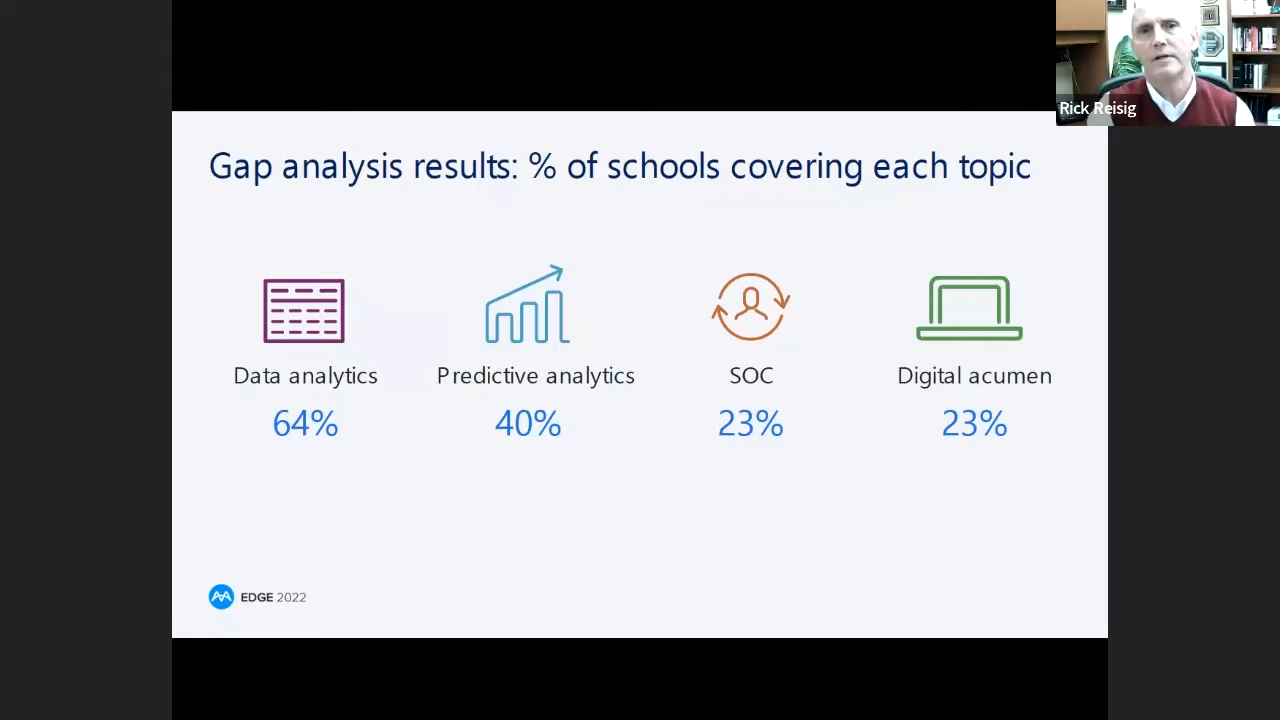 Rick Reisig
Gap analysis results: % of schools covering each topic
Data analytics
64%
Predictive analytics
40%
SOC
23%
Digital acumen
23%
EDGE 2022